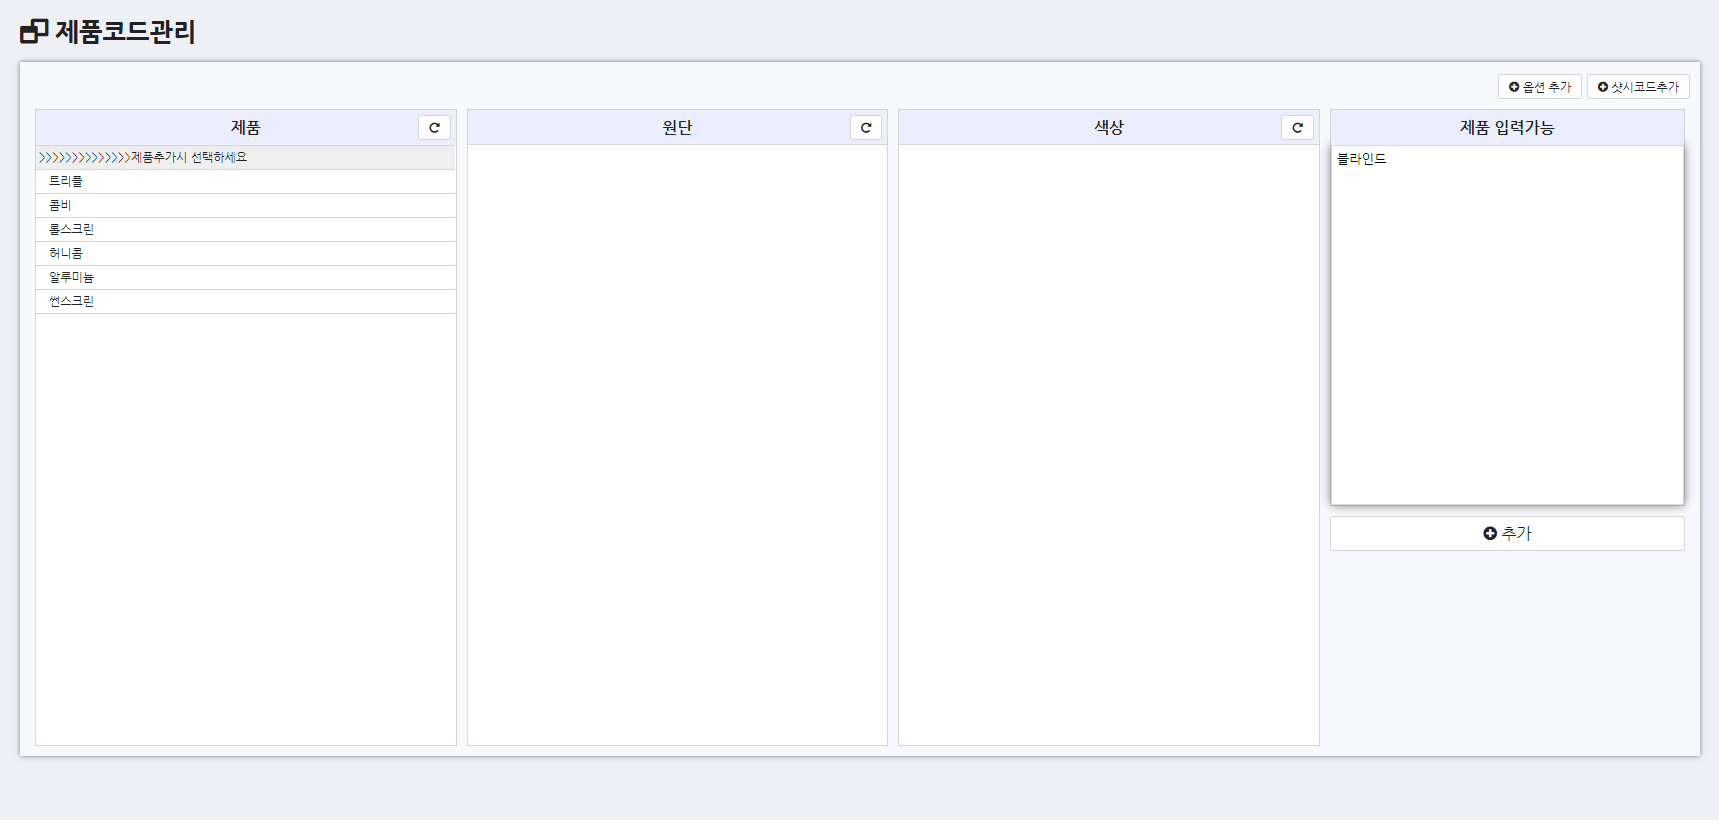 제품코드관리
옵션 추가
샷시코드추가
제품
>>>>>>>>>>>>>>제품추가시 선택하세요
트리플
콤비
롤스크린
허니콤
알루미늄
썬스크린
원단
색상
제품 입력가능
블라인드
추가